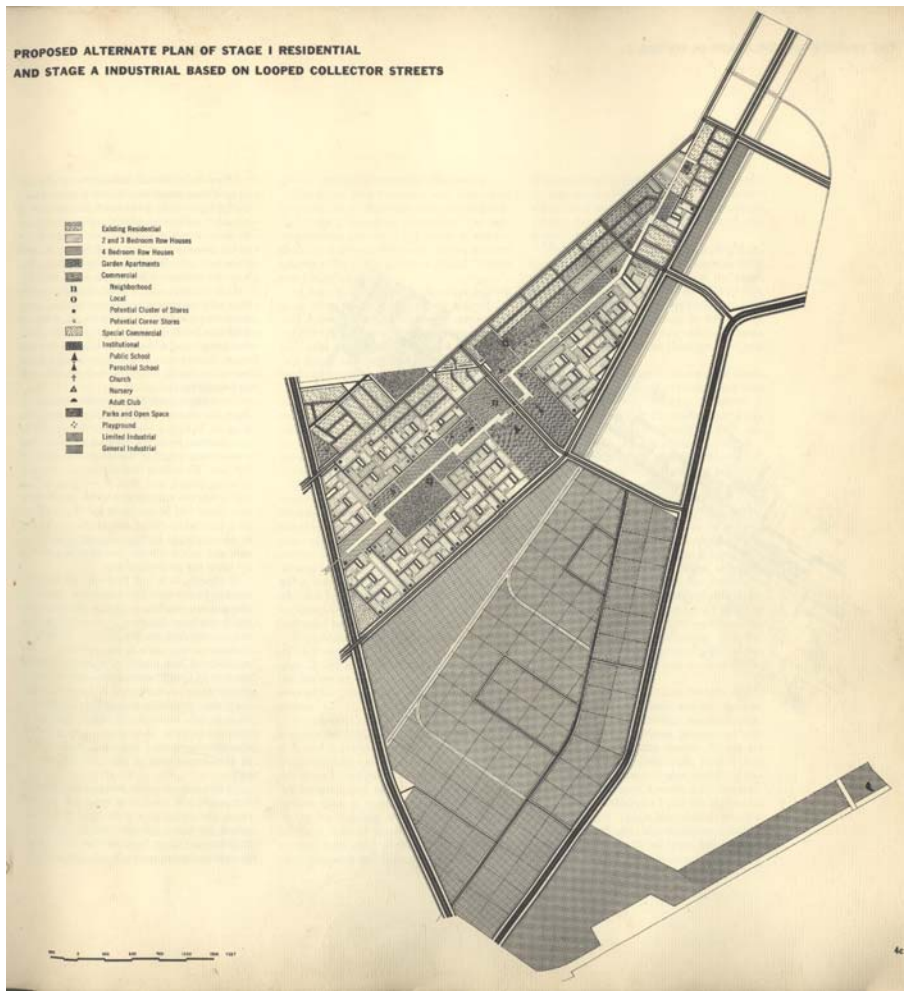 PROPOSED ALTERNATE PLAN OF STAGE I RESIDENTIAL
AND STAGE A INDUSTRIAL BASED ON LOOPED COLLECTOR STREETS
Existing Residential
2 and 3 Bedroom Row Houses
4 Bedroom Row Houses
Garden Apartments
Commercial
Neighborhood
Local
Potential Cluster of Stores
Potential Corner Stores
Special Commercial
Institutional
Public School
Parochial School
Church
Nursery
Adult Club
Parks and Open Space
Playground
Limited Industrial
General Industrial